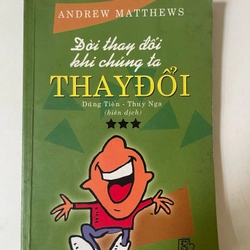 ANDREW MATTHEWS
Đời thay đổi
khi chúng ta
THAY ĐỔI
Dũng Tiến - Thúy Nga
(biên dịch)